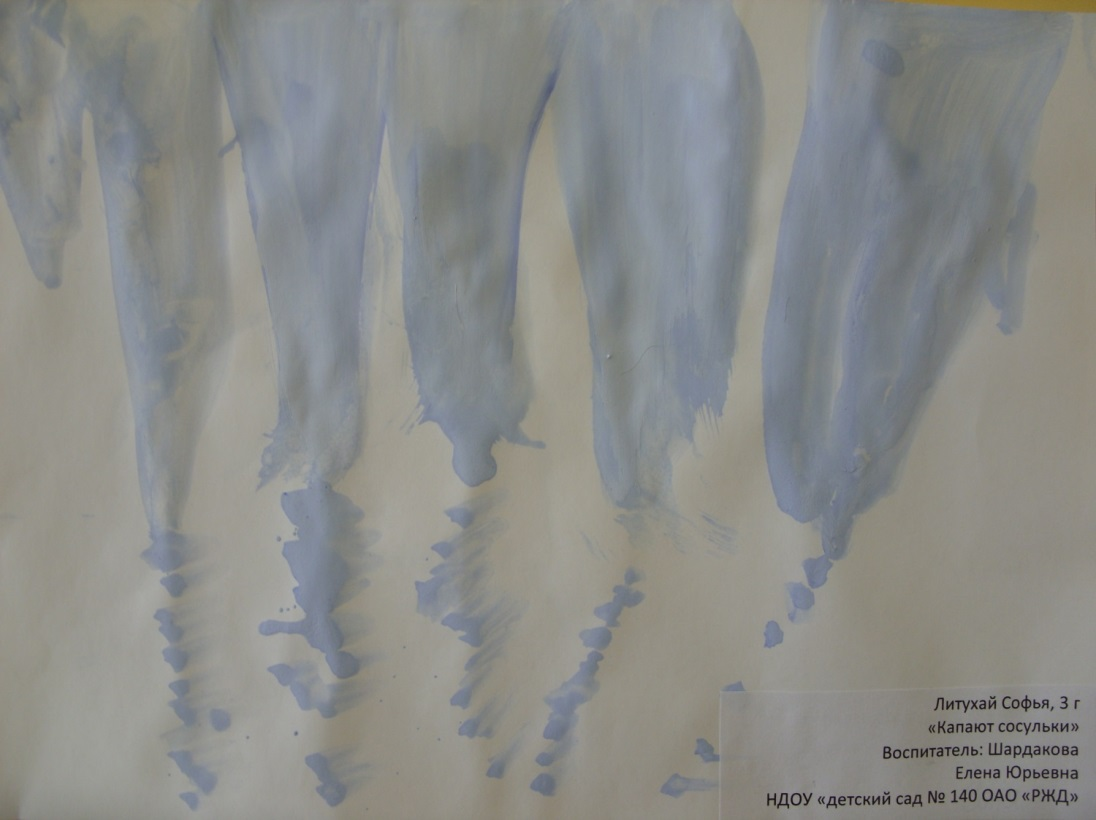 Литухай Софья, 3 г
«Капают сосульки»
Воспитатель: Шардакова
Елена Юрьевна
НДОУ «детский сад № 140 ОАО «РЖД»